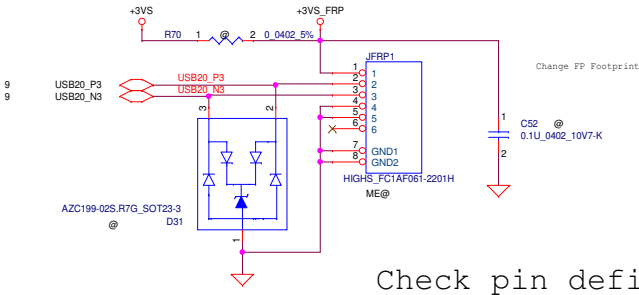 +3VS
+3VS_FRP
R70 1 @ 2 0_0402_5%
JFRP1
Change FP Footprint
9 USB20_P3 USB20_P3
9 USB20_N3 USB20_N3
1 1
2 2
3 3
4 4
5 5
6 6
7 GND1
8 GND2
HIGHS_FC1AF061-2201H
ME@
3 2
1
AZC199-02S.R7G_SOT23-3
@ D31
1
C52 @
0.1U_0402_10V7-K
2
Check pin defi